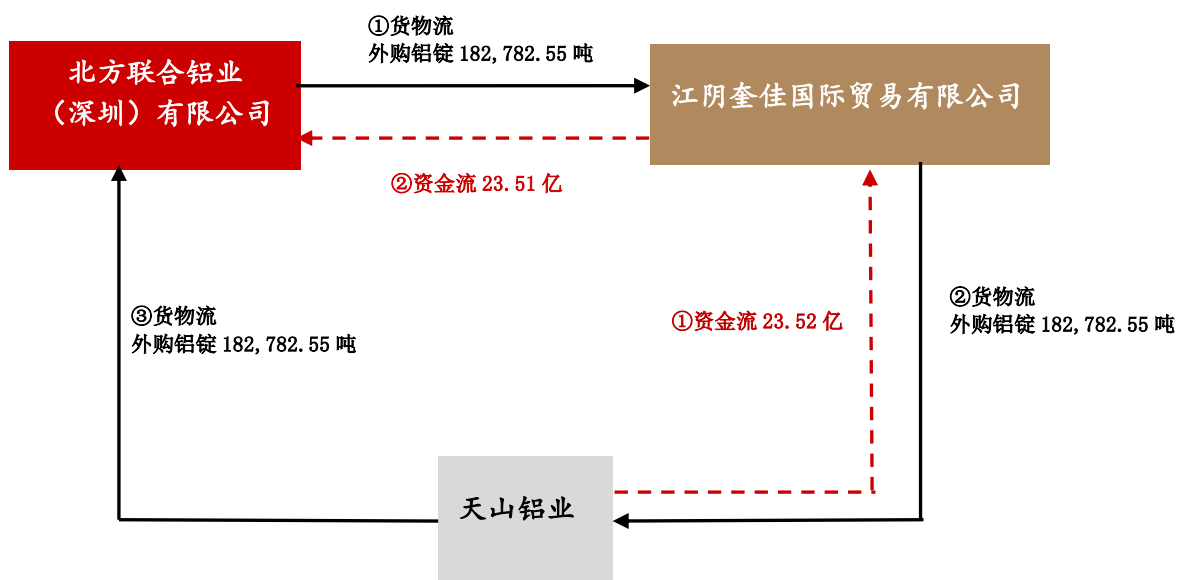 ①货物流
外购铝锭 182,782.55 吨
北方联合铝业
（深圳）有限公司
江阴奎佳国际贸易有限公司
②资金流 23.51 亿
③货物流
外购铝锭 182,782.55 吨
①资金流 23.52 亿
②货物流
外购铝锭 182,782.55 吨
天山铝业